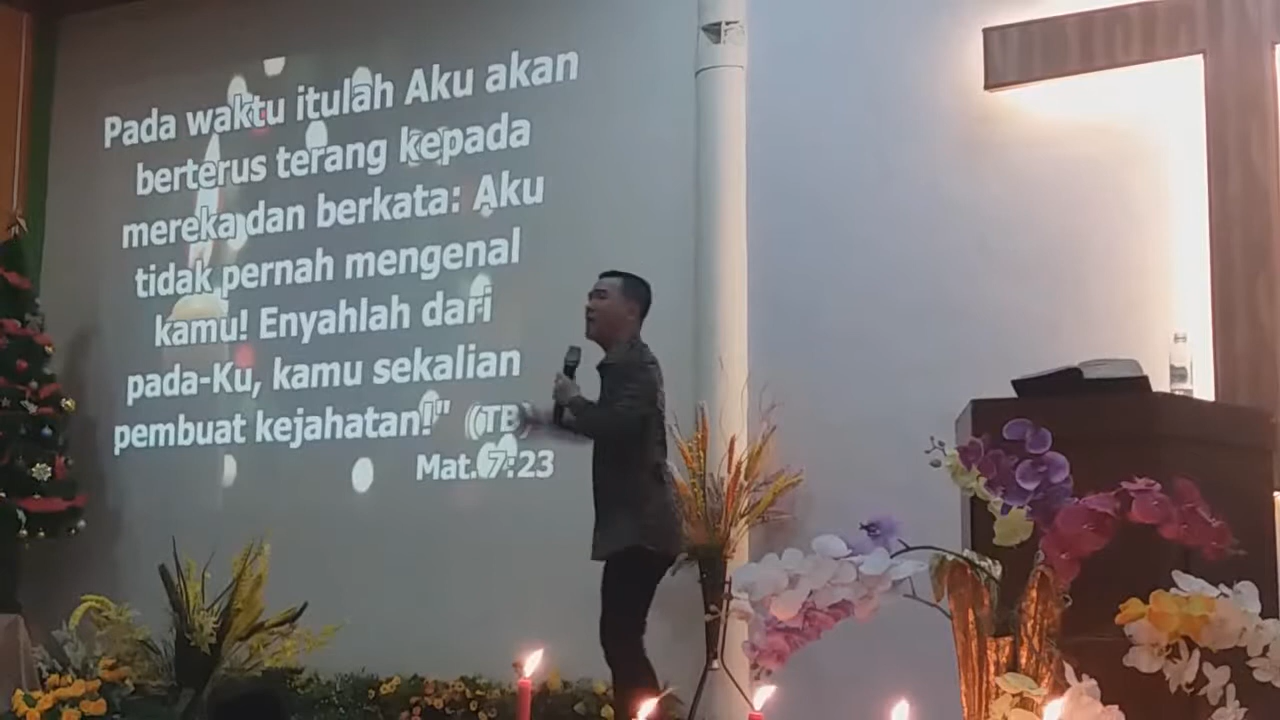 Pada waktu itulah Aku akan
berterus terang kepada
mereka dan berkata: Aku
tidak pernah mengenal
kamu! Enyahlah dari
pada-Ku, kamu sekalian
pembuat kejahatan!" (TB)
Mat. 7:23